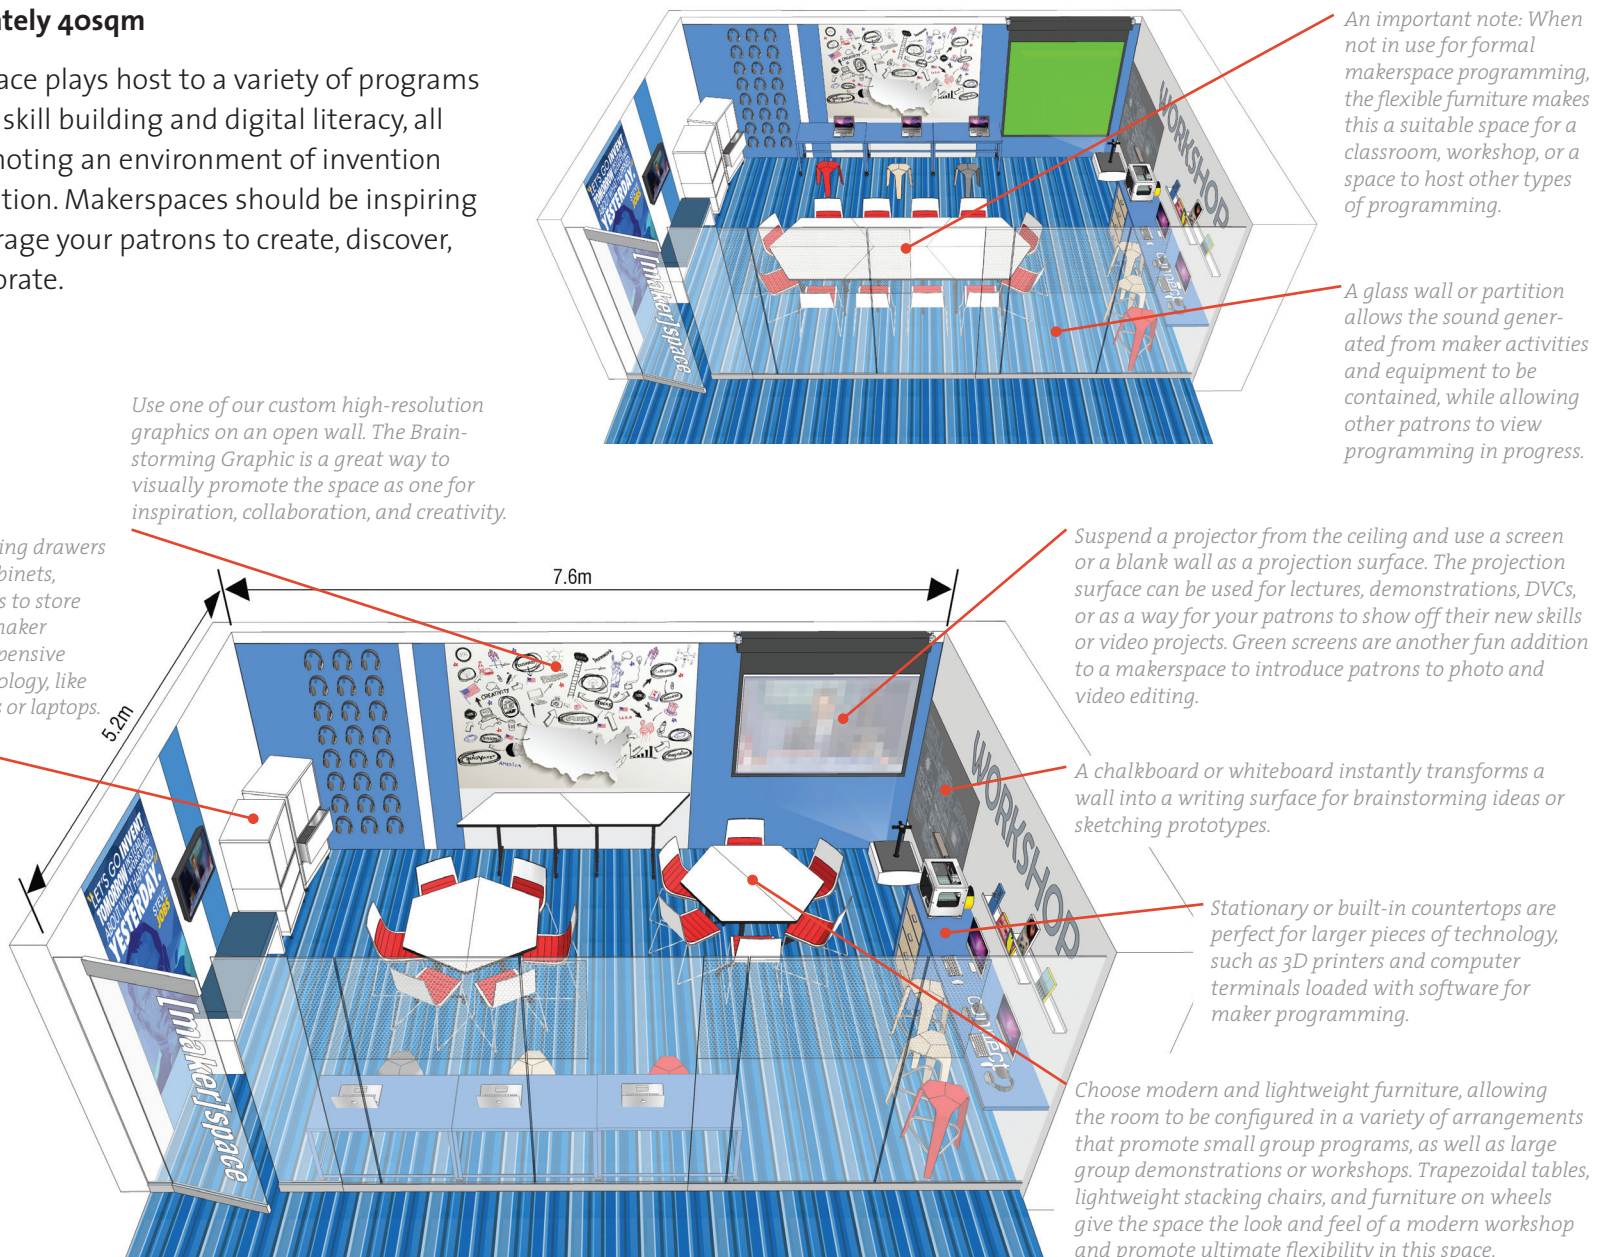 tely 40sqm
ace plays host to a variety of programs
skill building and digital literacy, all
noting an environment of invention
tion. Makerspaces should be inspiring
rage your patrons to create, discover,
orate.
An important note: When
not in use for formal
makerspace programming,
the flexible furniture makes
this a suitable space for a
classroom, workshop, or a
space to host other types
of programming.
A glass wall or partition
allows the sound gener-
ated from maker activities
and equipment to be
contained, while allowing
other patrons to view
programming in progress.
WORKSHOP
connect
[maker]space
"LET'S GO INVENT
TOMORROW
YESTERDAY.
Use one of our custom high-resolution
graphics on an open wall. The Brain-
storming Graphic is a great way to
visually promote the space as one for
inspiration, collaboration, and creativity.
ing drawers
binets,
s to store
naker
pensive
ology, like
s or laptops.
7.6m
5.2m
Suspend a projector from the ceiling and use a screen
or a blank wall as a projection surface. The projection
surface can be used for lectures, demonstrations, DVCs,
or as a way for your patrons to show off their new skills
or video projects. Green screens are another fun addition
to a makerspace to introduce patrons to photo and
video editing.
A chalkboard or whiteboard instantly transforms a
wall into a writing surface for brainstorming ideas or
sketching prototypes.
Stationary or built-in countertops are
perfect for larger pieces of technology,
such as 3D printers and computer
terminals loaded with software for
maker programming.
Choose modern and lightweight furniture, allowing
the room to be configured in a variety of arrangements
that promote small group programs, as well as large
group demonstrations or workshops. Trapezoidal tables,
lightweight stacking chairs, and furniture on wheels
give the space the look and feel of a modern workshop
and promote ultimate flexibility in this space.
CREATIVITY
U.S.A
AMERICA
WORKSHOP
connect
"LET'S GO INVENT
TOMORROW
YESTERDAY."
STEVE
JOBS
[maker]space